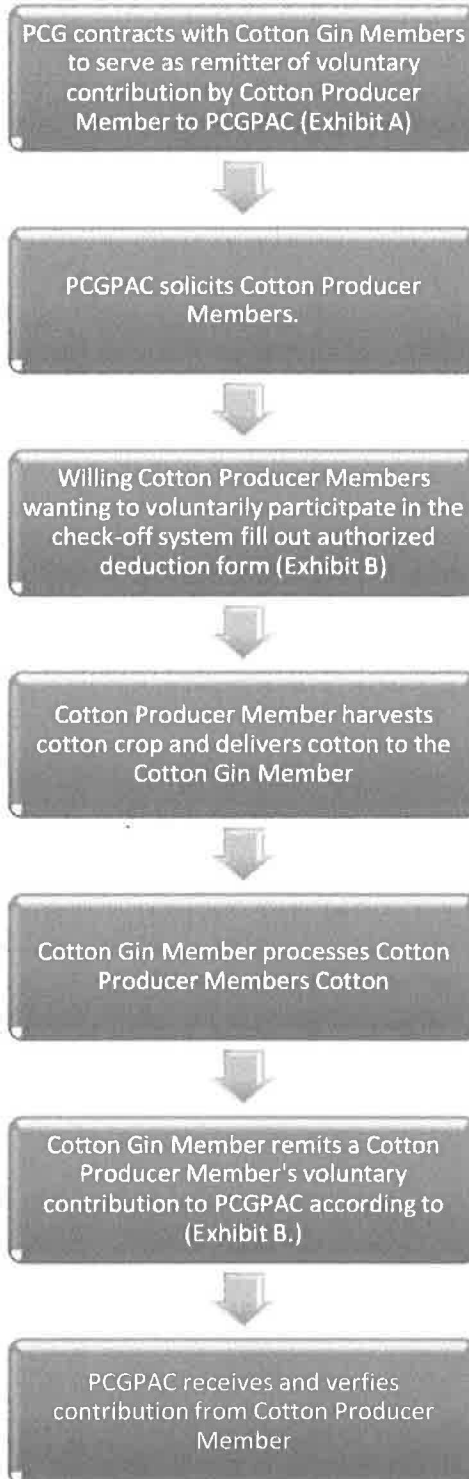 PCG contracts with Cotton Gin Members
to serve as remitter of voluntary
contribution by Cotton Producer
Member to PCGPAC (Exhibit A)
PCGPAC solicits Cotton Producer
Members.
Willing Cotton Producer Members
wanting to voluntarily particitpate in the
check-off system fill out authorized
deduction form (Exhibit B)
Cotton Producer Member harvests
cotton crop and delivers cotton to the
Cotton Gin Member
Cotton Gin Member processes Cotton
Producer Members Cotton
Cotton Gin Member remits a Cotton
Producer Member's voluntary
contribution to PCGPAC according to
(Exhibit B.)
PCGPAC receives and verfies
contribution from Cotton Producer
Member